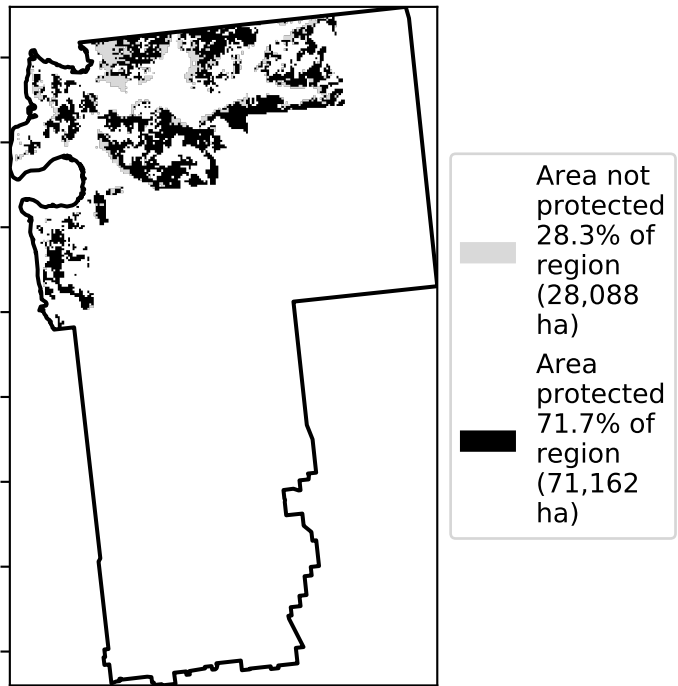 Area not
protected
28.3% of
region
(28,088
ha)
Area
protected
71.7% of
region
(71,162
ha)